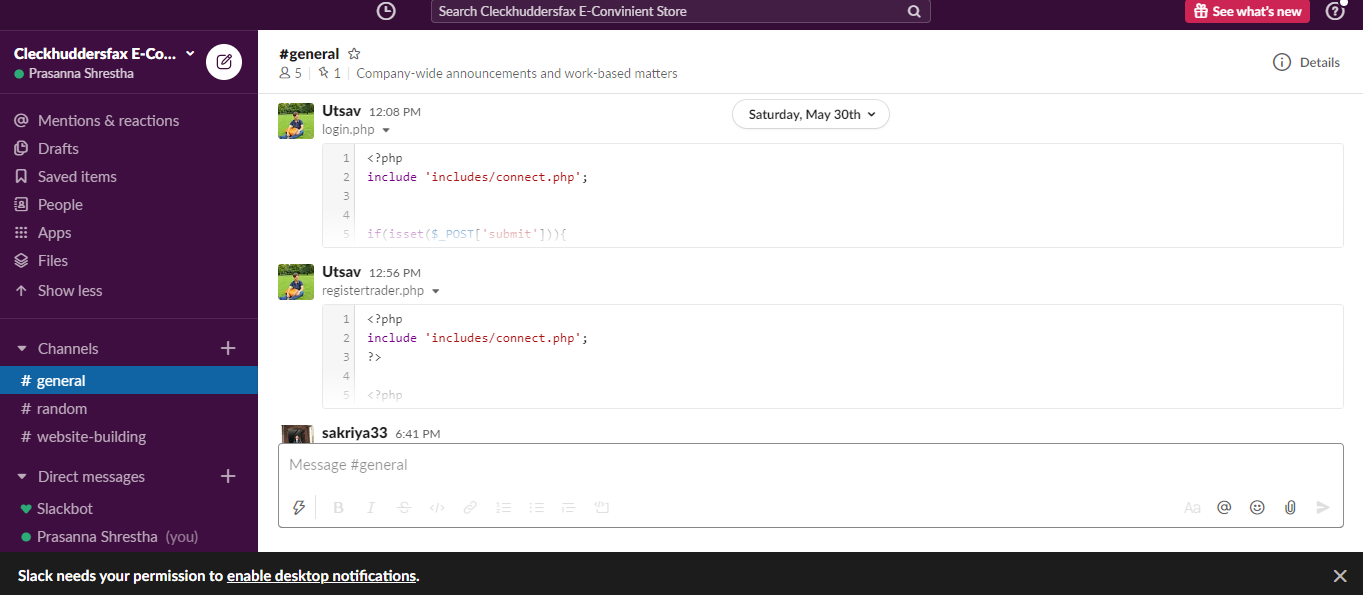 Search Cleckhuddersfax E-Convinient Store
See what's new
Cleckhuddersfax E-Co...
Prasanna Shrestha
Mentions & reactions
Drafts
Saved items
People
Apps
Files
Show less
Channels
# general
# random
# website-building
Direct messages
Slackbot
Prasanna Shrestha (you)
#general
5 | 1 | Company-wide announcements and work-based matters
Details
Saturday, May 30th
Utsav 12:08 PM
login.php
1 <?php
2 include 'includes/connect.php';
3
4
5 if(isset($_POST['submit'])){
Utsav 12:56 PM
registertrader.php
1 <?php
2 include 'includes/connect.php';
3 ?>
4
5 <?php
sakriya33 6:41 PM
Message #general
B I S </> Aa @
Slack needs your permission to enable desktop notifications.